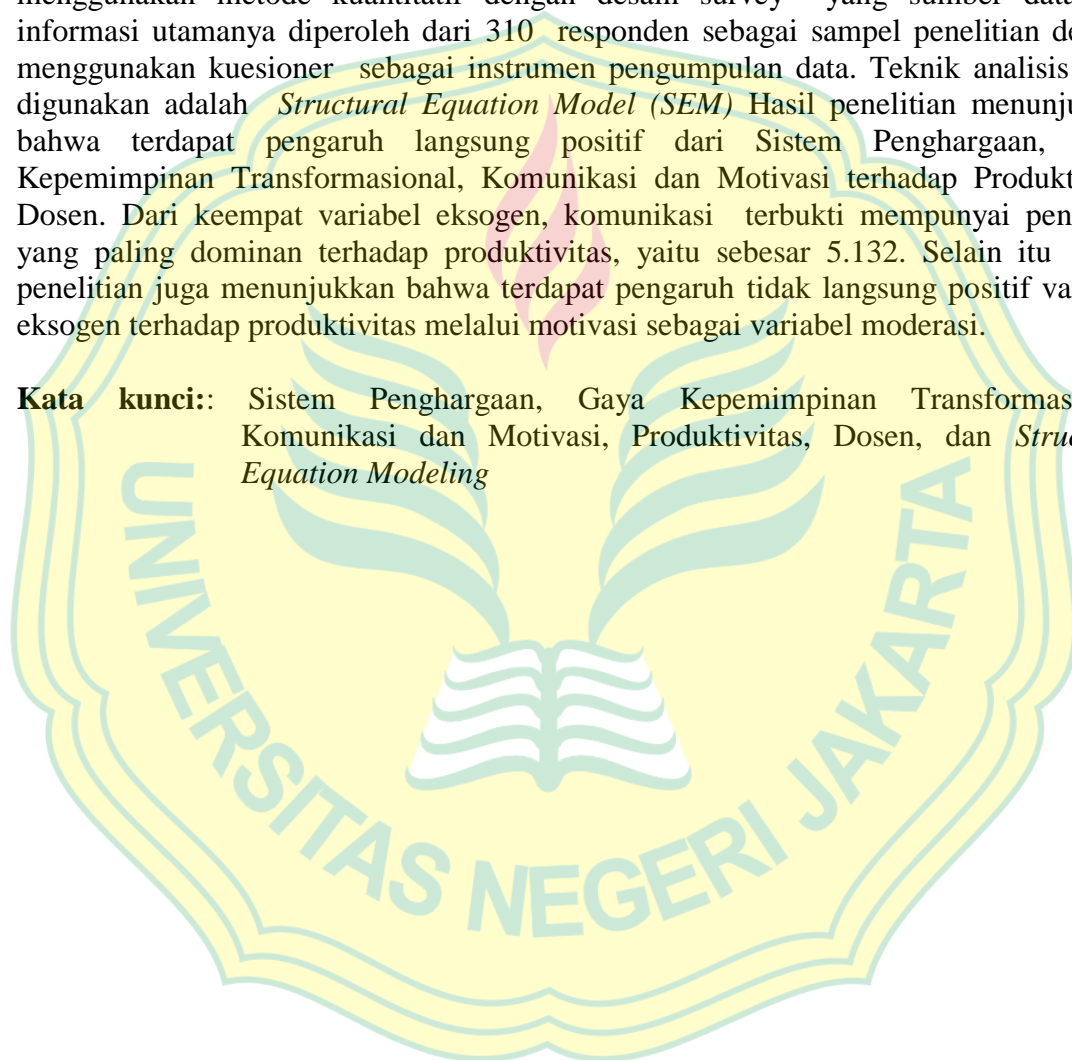 menggunakan metode kuantitatif dengan desain survey yang sumber data
informasi utamanya diperoleh dari 310 responden sebagai sampel penelitian de
menggunakan kuesioner sebagai instrumen pengumpulan data. Teknik analisis
digunakan adalah Structural Equation Model (SEM) Hasil penelitian menunju
bahwa terdapat pengaruh langsung positif dari Sistem Penghargaan,
Kepemimpinan Transformasional, Komunikasi dan Motivasi terhadap Produkt
Dosen. Dari keempat variabel eksogen, komunikasi terbukti mempunyai pen
yang paling dominan terhadap produktivitas, yaitu sebesar 5.132. Selain itu
penelitian juga menunjukkan bahwa terdapat pengaruh tidak langsung positif va
eksogen terhadap produktivitas melalui motivasi sebagai variabel moderasi.
Kata kunci:: Sistem Penghargaan, Gaya Kepemimpinan Transformas
Komunikasi dan Motivasi, Produktivitas, Dosen, dan Struc
Equation Modeling
UNIVERSITAS NEGERI JAKARTA